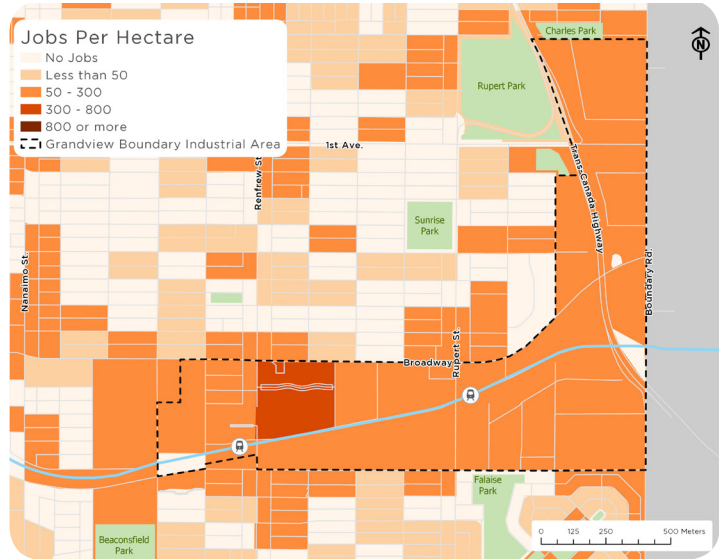 Jobs Per Hectare
No Jobs
Less than 50
50 - 300
300 - 800
800 or more
Grandview Boundary Industrial Area
Charles Park
N
Rupert Park
1st Ave.
Renfrew St.
Trans-Canada Highway
Sunrise
Park
Nanaimo St.
Boundary Rd.
Rupert St.
Broadway
Falaise
Park
Beaconsfield
Park
0 125 250 500 Meters